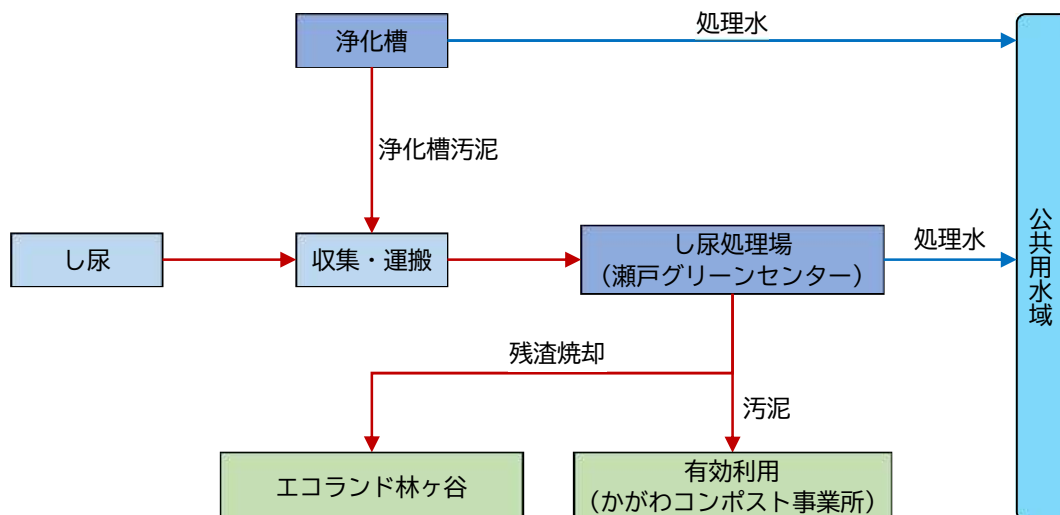 浄化槽
処理水
浄化槽汚泥
し尿
収集・運搬
し尿処理場
（瀬戸グリーンセンター）
処理水
公共用水域
残渣焼却
汚泥
エコランド林ヶ谷
有効利用
（かがわコンポスト事業所）